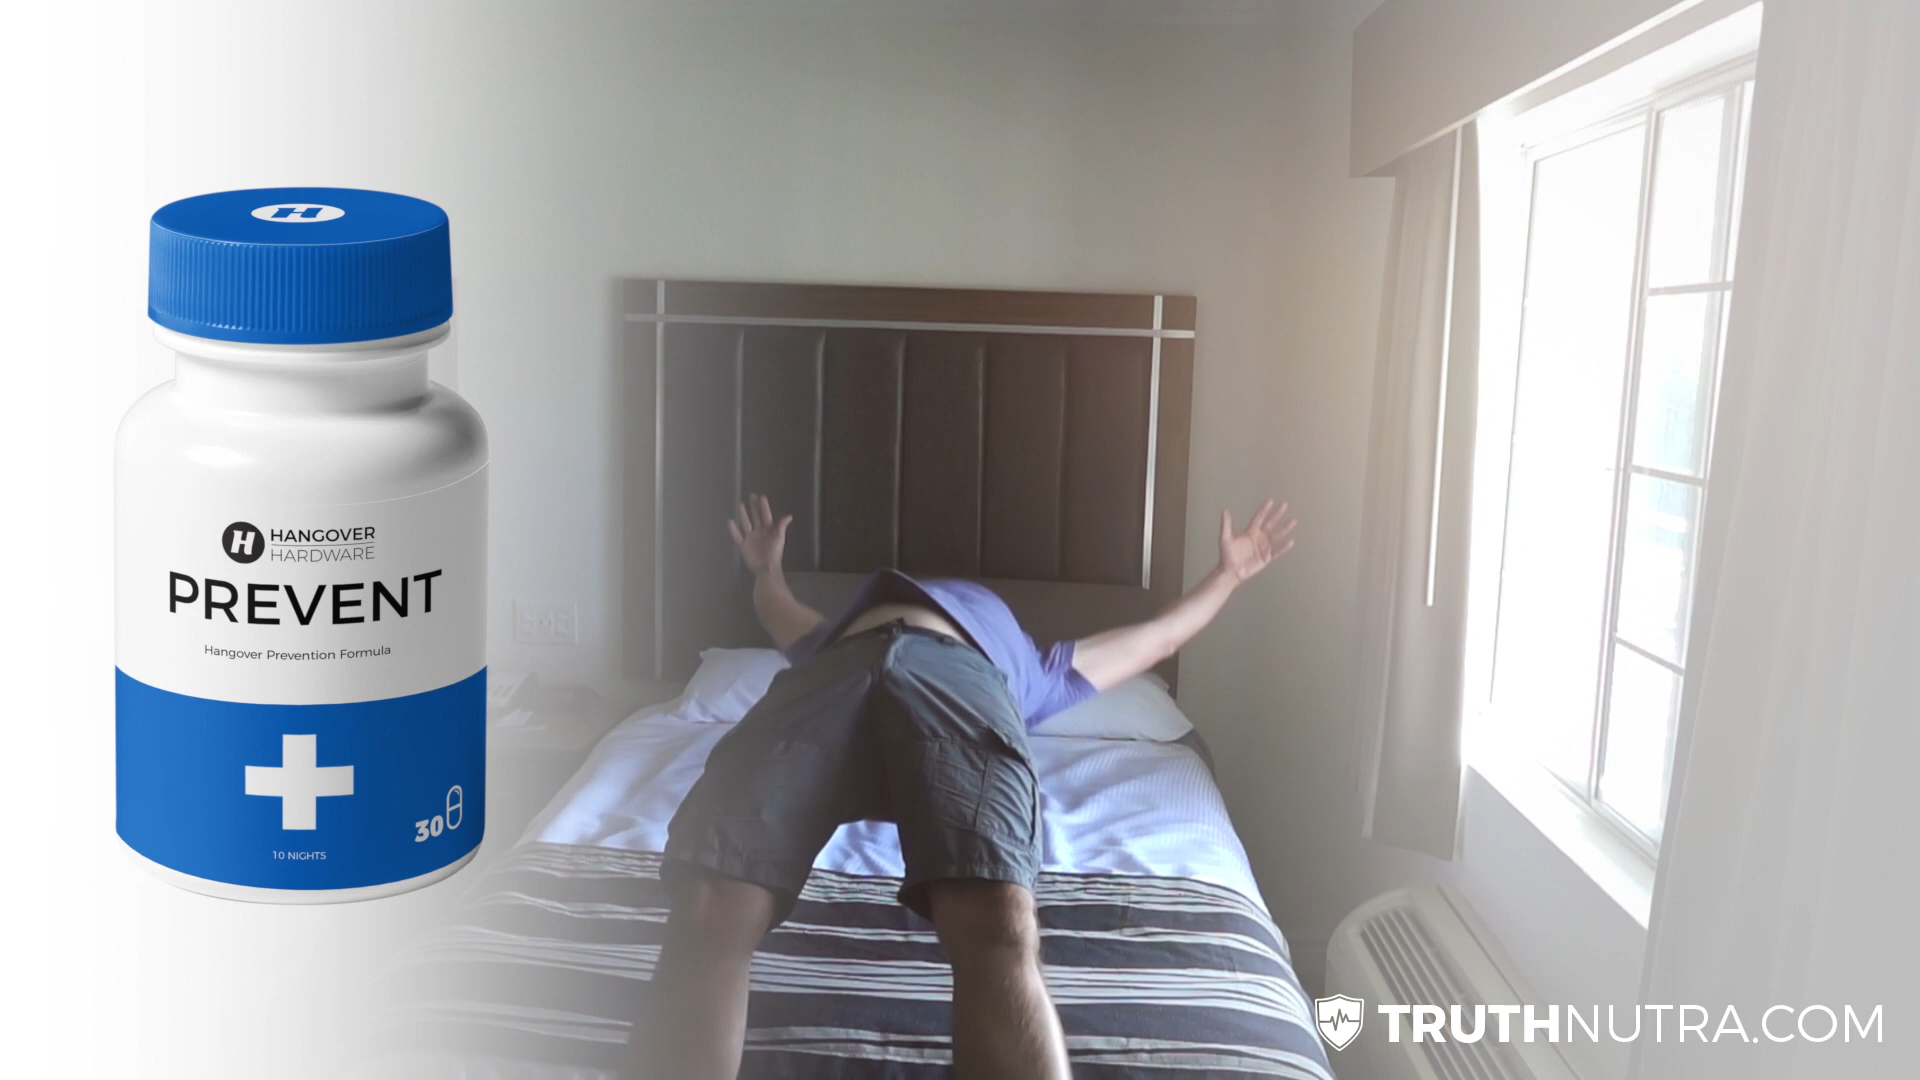 H
H HANGOVER
HARDWARE
PREVENT
Hangover Prevention Formula
30
10 NIGHTS
TRUTHNUTRA.COM